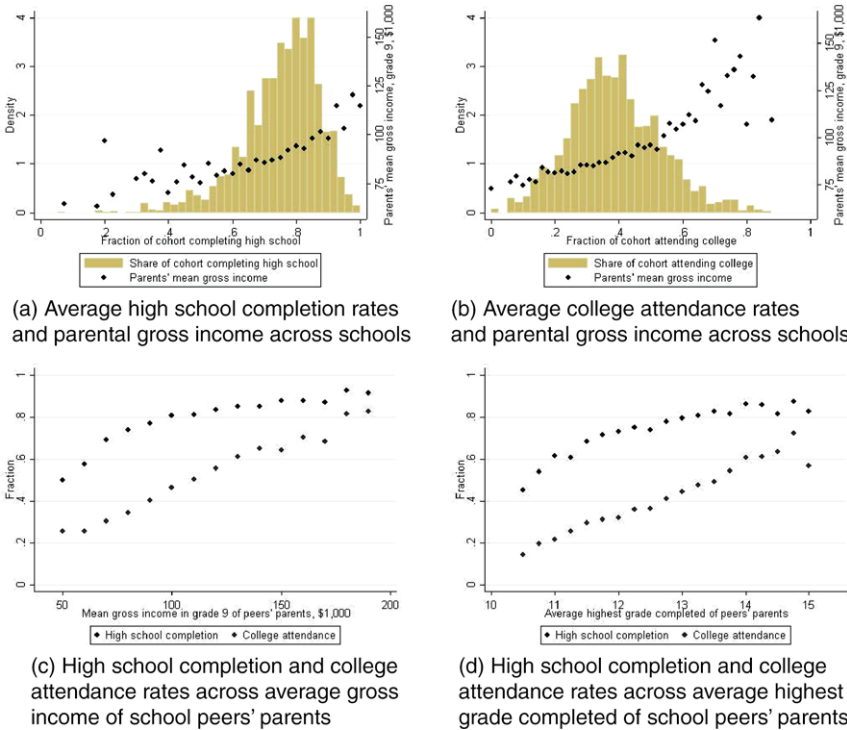 4
3
2
1
0
Density
150
125
100
75
Parents' mean gross income, grade 9, $1,000
0 .2 .4 .6 .8 1
Fraction of cohort completing high school
Share of cohort completing high school
Parents' mean gross income
(a) Average high school completion rates
and parental gross income across schools
4
3
2
1
0
Density
150
125
100
75
Parents' mean gross income, grade 9, $1,000
0 .2 .4 .6 .8 .1
Fraction of cohort attending college
Share of cohort attending college
Parents' mean gross income
(b) Average college attendance rates
and parental gross income across schools
1
.8
.6
.4
.2
0
Fraction
50 100 150 200
Mean gross income in grade 9 of peers' parents, $1,000
High school completion College attendance
(c) High school completion and college
attendance rates across average gross
income of school peers' parents
1
.8
.6
.4
.2
0
Fraction
10 11 12 13 14 15
Average highest grade completed of peers' parents
High school completion College attendance
(d) High school completion and college
attendance rates across average highest
grade completed of school peers' parents